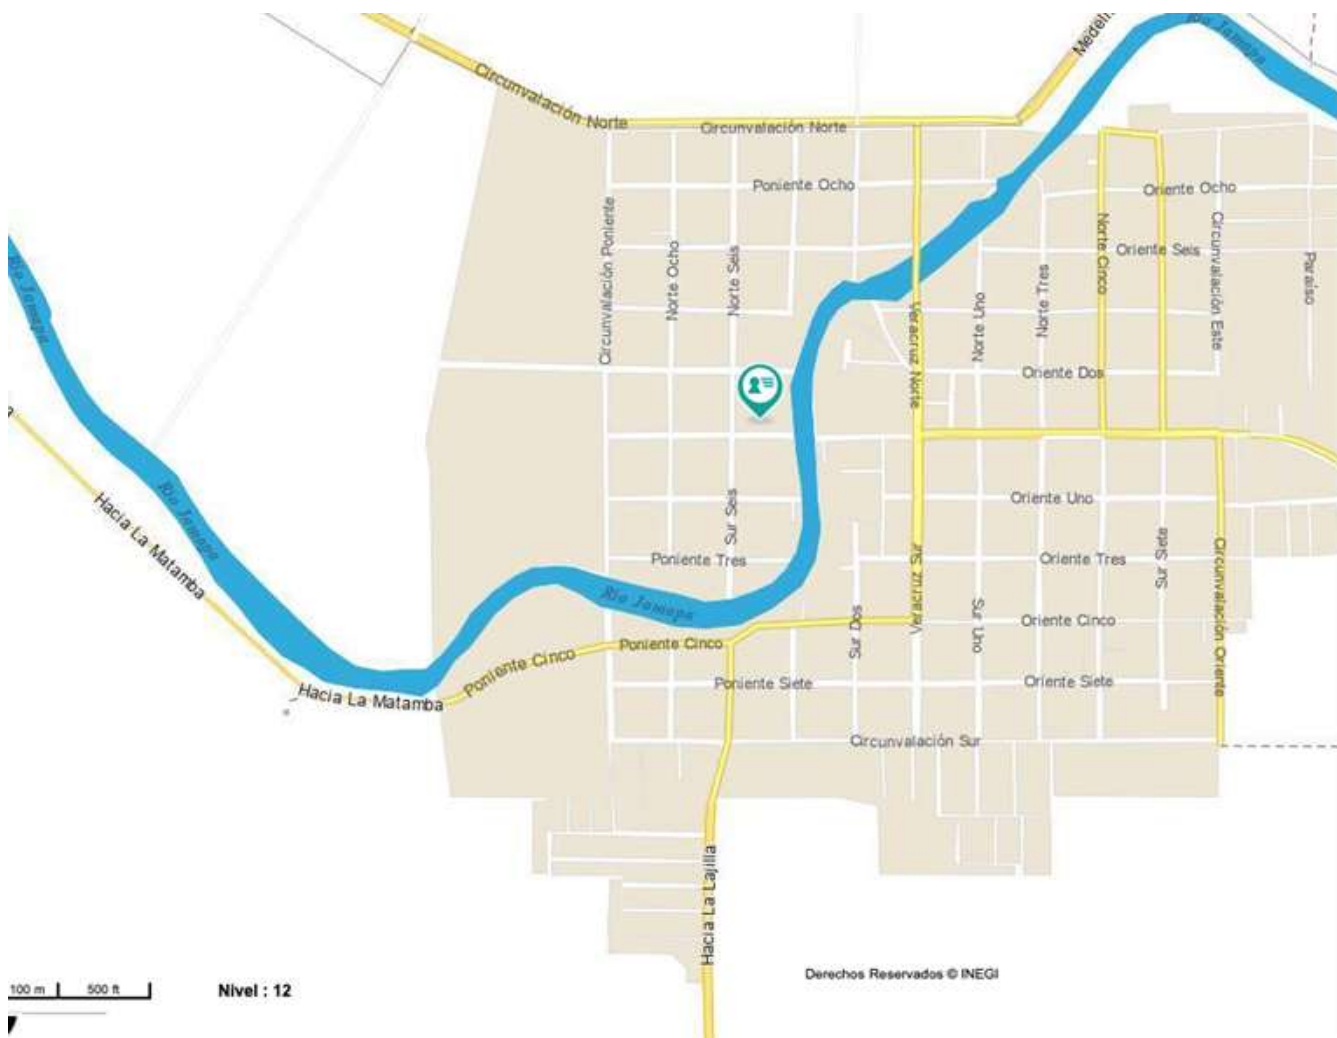 Río Jamapa
Medell
Circunvalación Norte
Circunvalación Norte
Poniente Ocho
Oriente Ocho
Circunvalación Poniente
Norte Ocho
Norte Seis
Norte Cinco
Oriente Seis
Circunvalación Este
Paraíso
Río Jamapa
Veracruz Norte
Norte Uno
Norte Tres
Oriente Dos
Hacia La Matamba
Río Jamapa
Sur Seis
Oriente Uno
Poniente Tres
Oriente Tres
Sur Siete
Circunvalación Oriente
Río Jamapa
Veracruz Sur
Sur Dos
Sur Uno
Oriente Cinco
Poniente Cinco
Poniente Cinco
Hacia La Matamba
Poniente Siete
Oriente Siete
Circunvalación Sur
Hacia La Lajilla
Derechos Reservados © INEGI
100 m
500 ft
Nivel : 12